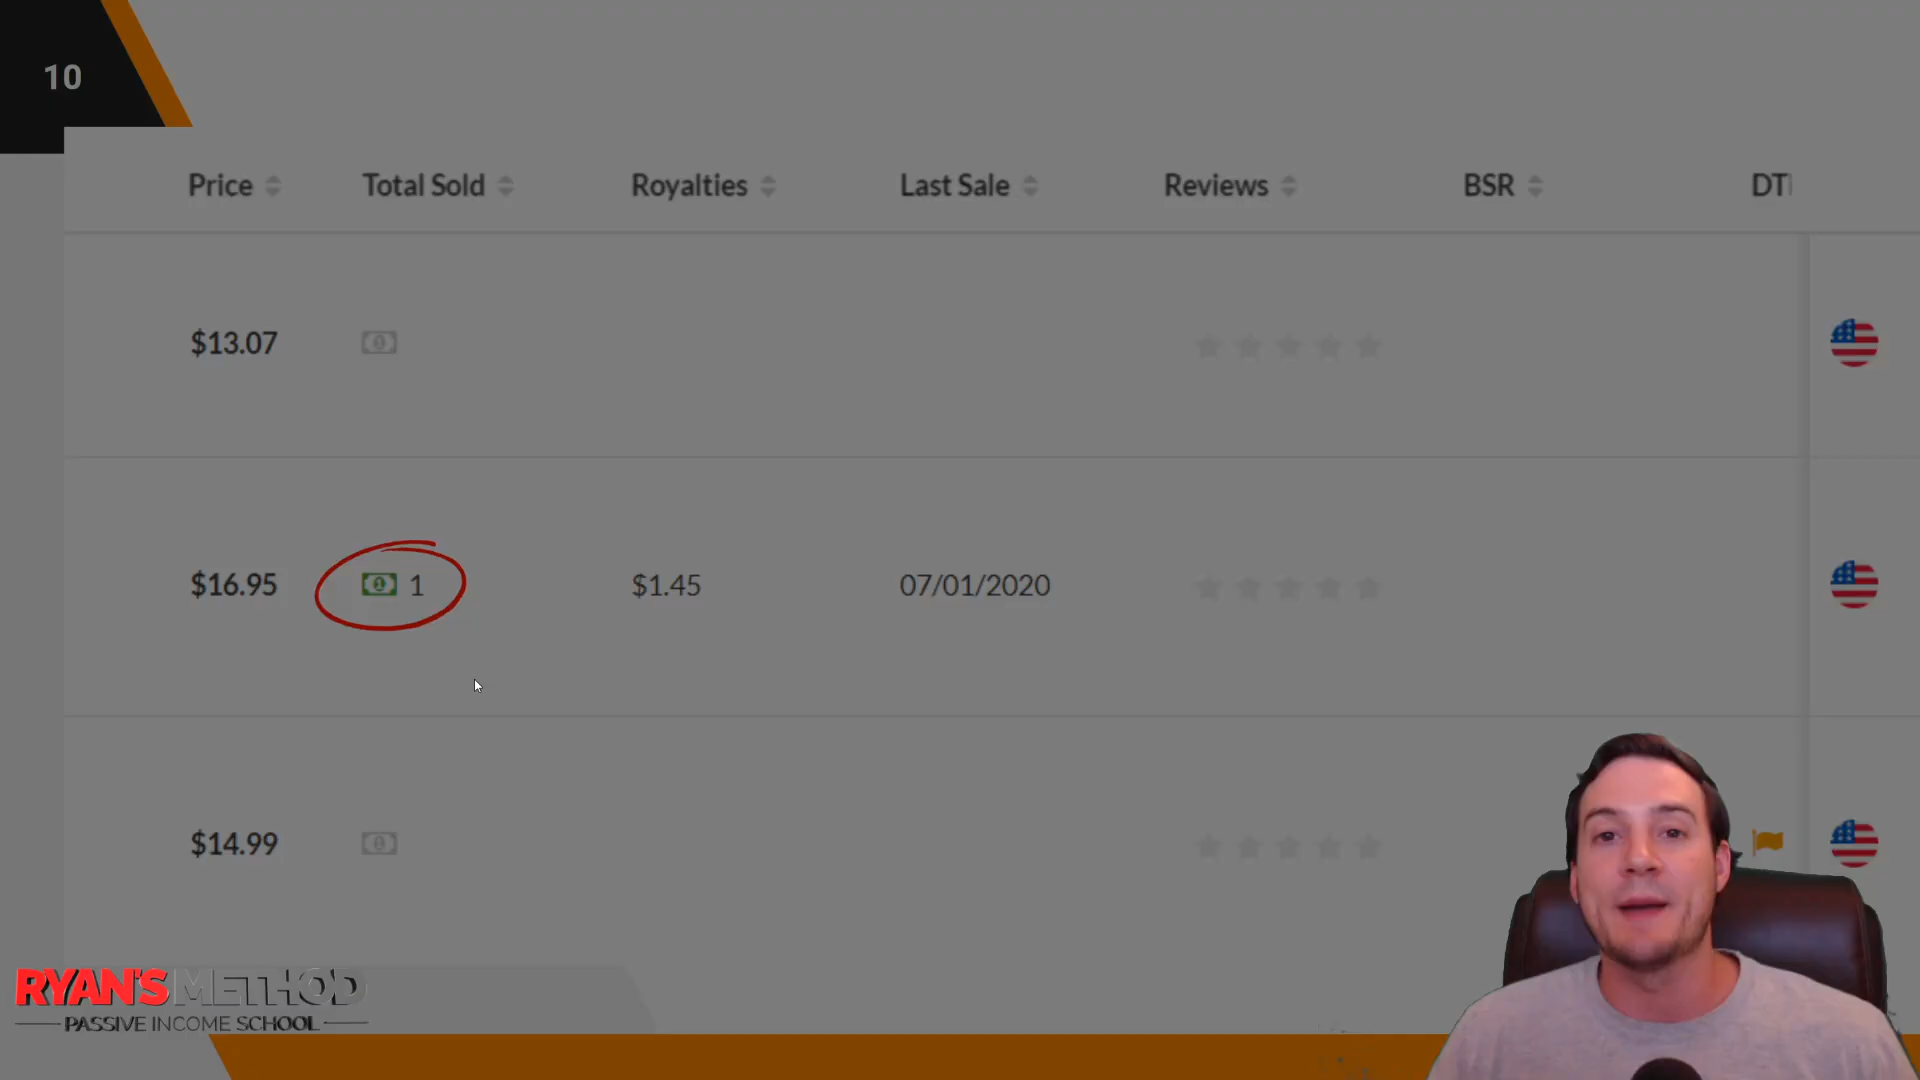 10
Price Total Sold Royalties Last Sale Reviews BSR DT
$13.07
$16.95 1 $1.45 07/01/2020
$14.99
RYAN'S METHOD
PASSIVE INCOME SCHOOL